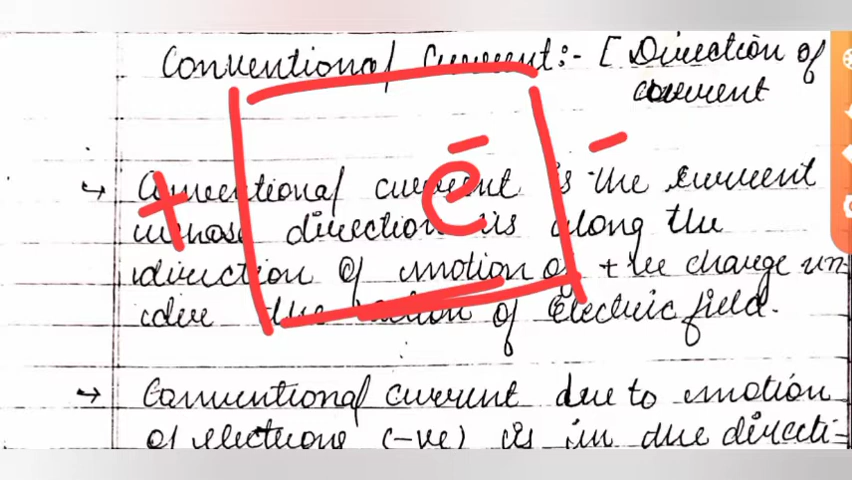 Conventional Current:- [Direction of
current
+ e̅ -
↳ Conventional current is the current
whose direction is along the
direction of motion of +ve charge un-
der the action of Electric field.
→ Conventional current due to motion
of electrons (-ve) is in the directi-